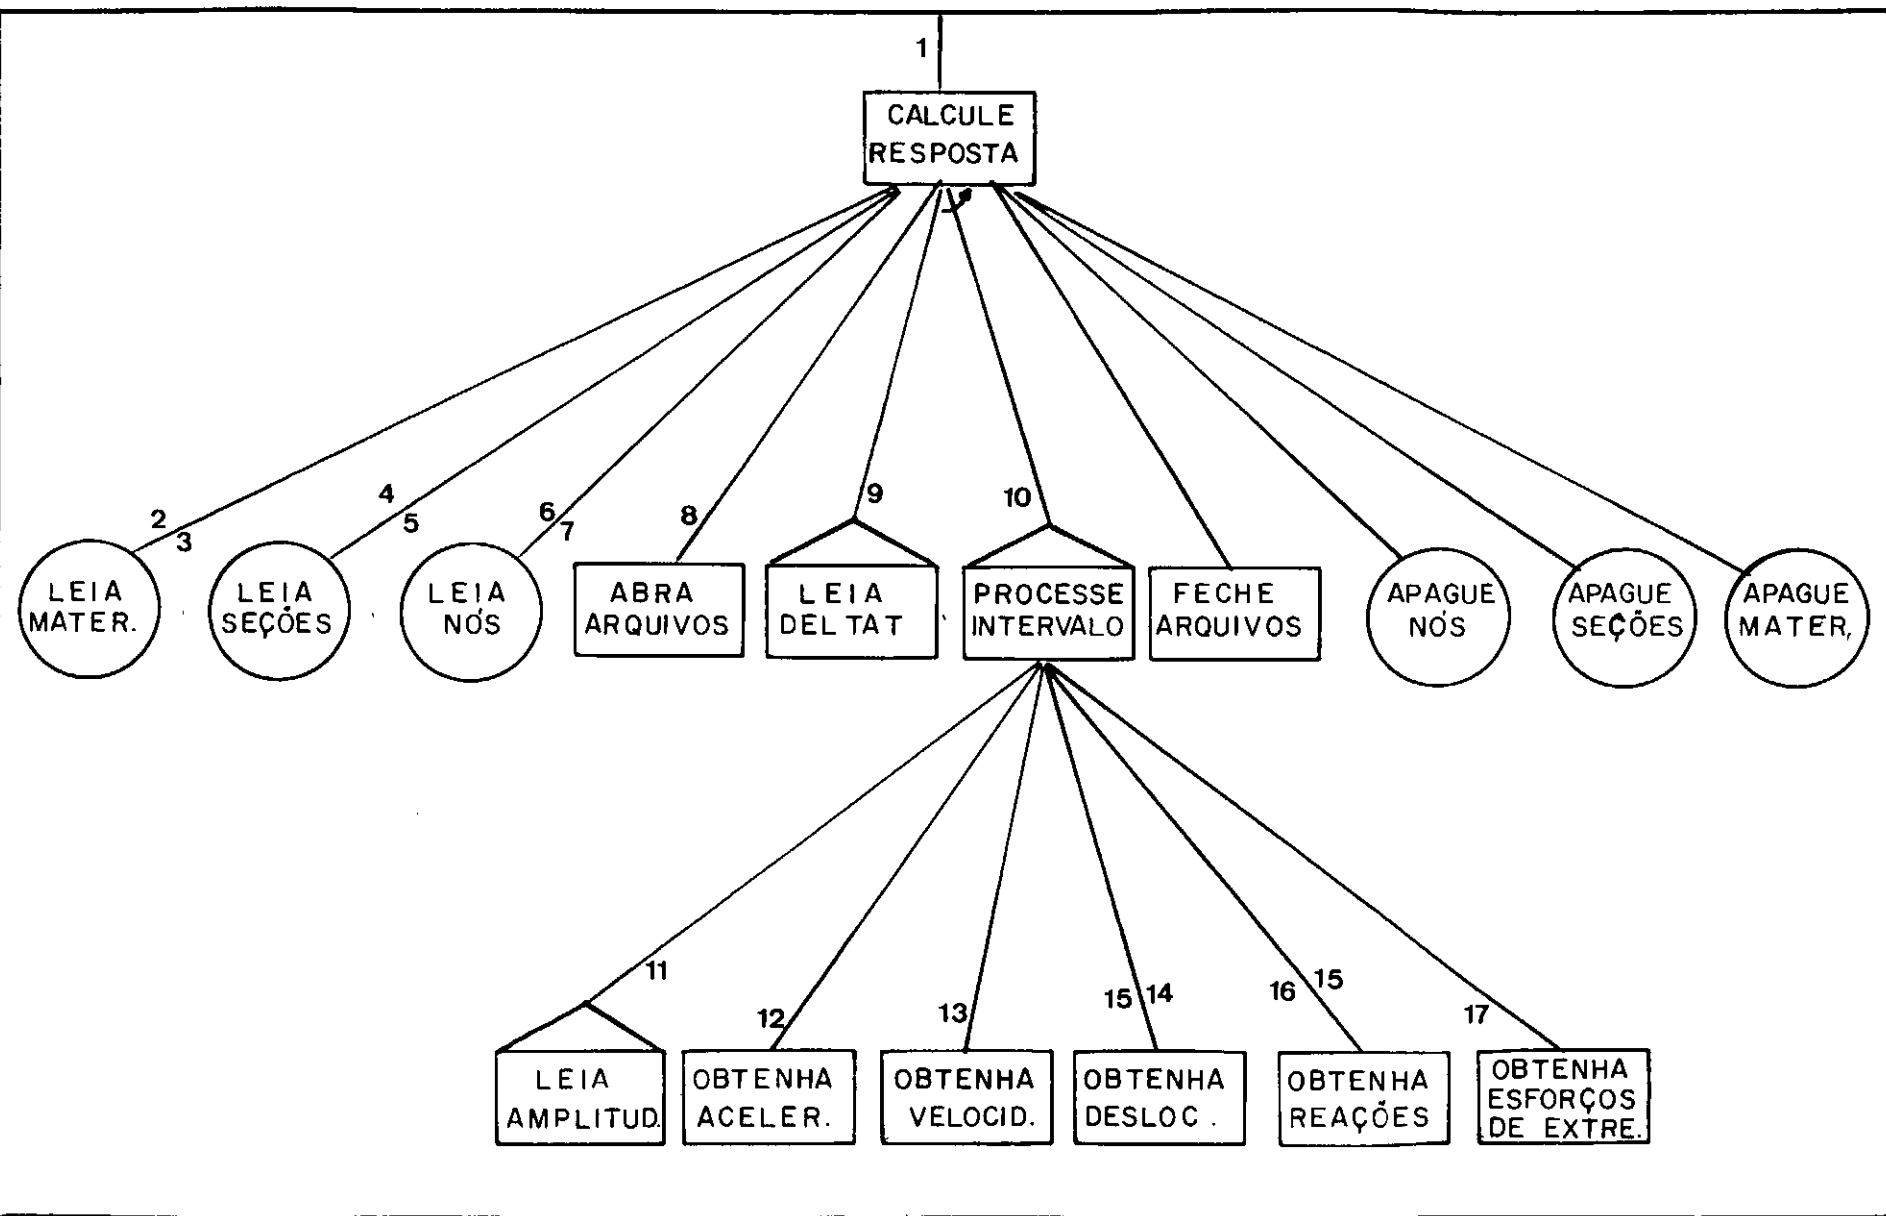 1
CALCULE
RESPOSTA
2
3
4
5
6
7
8
9
10
LEIA
MATER.
LEIA
SEÇÕES
LEIA
NÓS
ABRA
ARQUIVOS
LEIA
DELTAT
PROCESSE
INTERVALO
FECHE
ARQUIVOS
APAGUE
NÓS
APAGUE
SEÇÕES
APAGUE
MATER,
11
12
13
15 14
16 15
17
LEIA
AMPLITUD.
OBTENHA
ACELER.
OBTENHA
VELOCID.
OBTENHA
DESLOC.
OBTENHA
REAÇÕES
OBTENHA
ESFORÇOS
DE EXTRE.